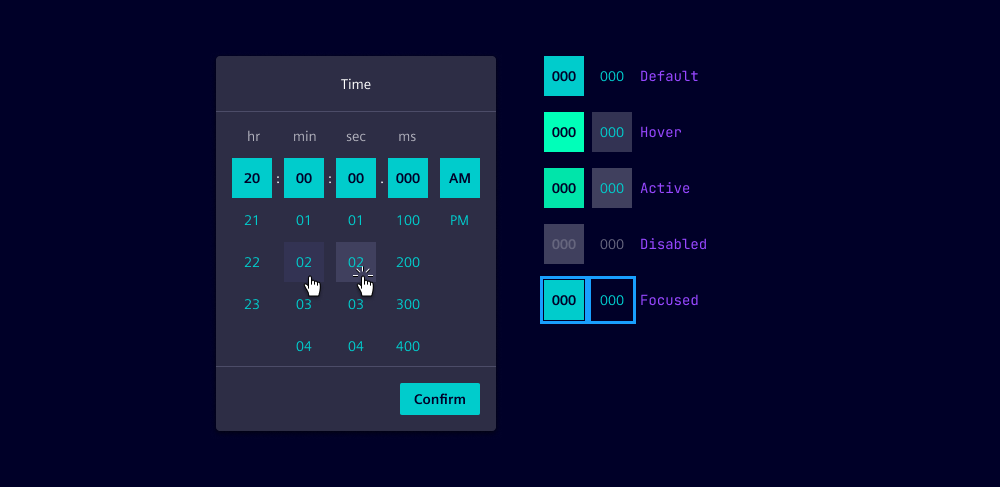 Time
hr min sec ms
20 : 00 : 00 . 000 AM
21 01 01 100 PM
22 02 02 200
23 03 03 300
04 04 400
Confirm
000 000 Default
000 000 Hover
000 000 Active
000 000 Disabled
000 000 Focused